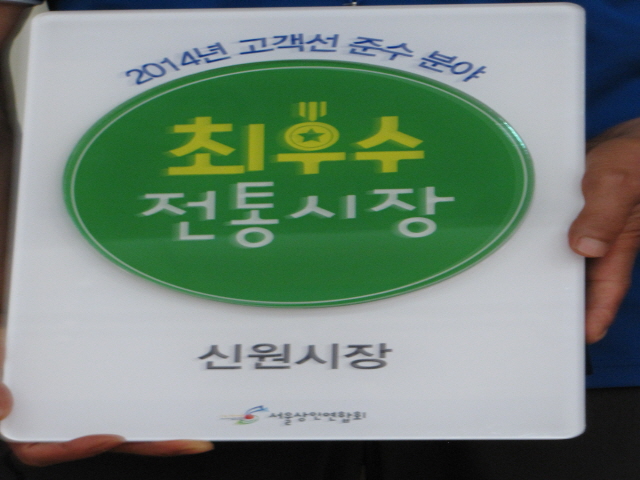 2014년 고객선 준수 분야
최우수
전통시장
신원시장
서울상인연합회